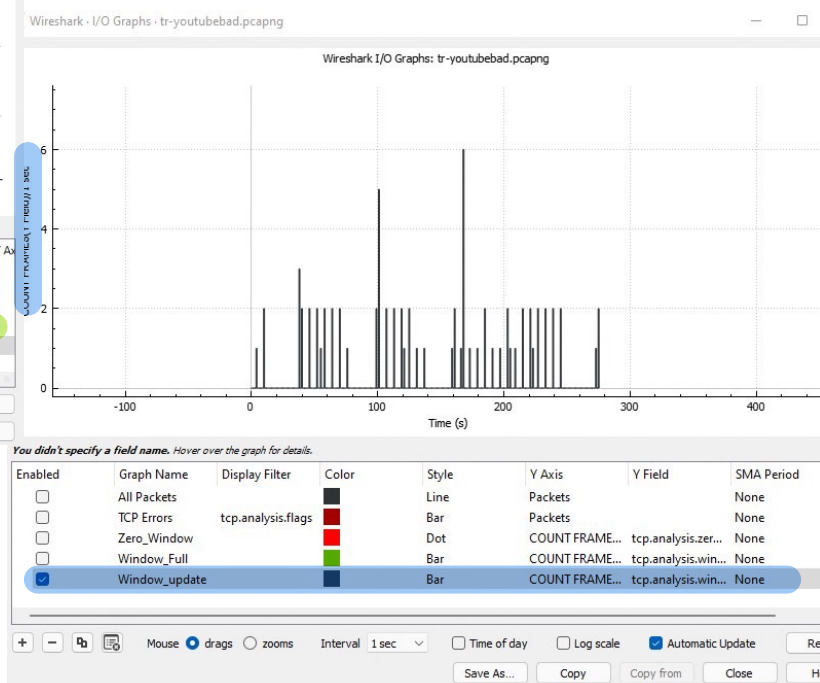 Wireshark · I/O Graphs · tr-youtubebad.pcapng
Wireshark I/O Graphs: tr-youtubebad.pcapng
6
4
2
0
-100 0 100 200 300 400
Time (s)
Ax
You didn't specify a field name. Hover over the graph for details.
Enabled Graph Name Display Filter Color Style Y Axis Y Field SMA Period
All Packets Line Packets None
TCP Errors tcp.analysis.flags Bar Packets None
Zero_Window Dot COUNT FRAME... tcp.analysis.zer... None
Window_Full Bar COUNT FRAME... tcp.analysis.win... None
Window_update Bar COUNT FRAME... tcp.analysis.win... None
+ −
Mouse drags zooms Interval 1 sec Time of day Log scale Automatic Update Re
Save As... Copy Copy from Close H